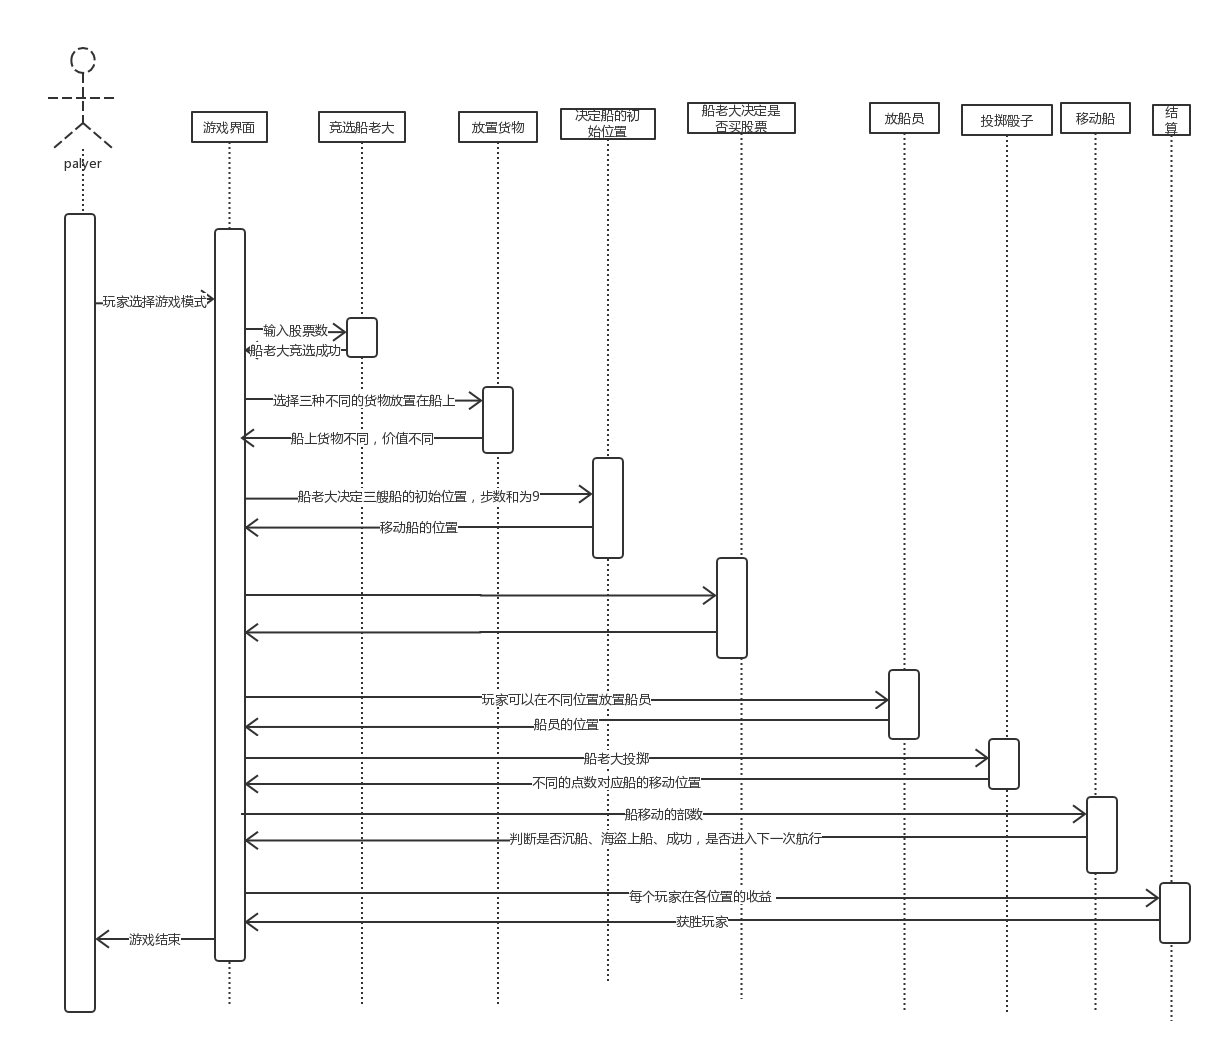 palyer
游戏界面
竞选船老大
放置货物
决定船的初
始位置
船老大决定是
否买股票
放船员
投掷骰子
移动船
结
算
玩家选择游戏模式
输入股票数
船老大竞选成功
选择三种不同的货物放置在船上
船上货物不同，价值不同
船老大决定三艘船的初始位置，步数和为9
移动船的位置
玩家可以在不同位置放置船员
船员的位置
船老大投掷
不同的点数对应船的移动位置
船移动的部数
判断是否沉船、海盗上船、成功，是否进入下一次航行
每个玩家在各位置的收益
获胜玩家
游戏结束